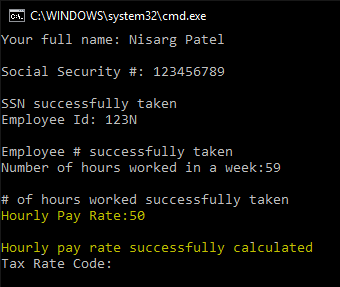 C:\WINDOWS\system32\cmd.exe
Your full name: Nisarg Patel
Social Security #: 123456789
SSN successfully taken
Employee Id: 123N
Employee # successfully taken
Number of hours worked in a week:59
# of hours worked successfully taken
Hourly Pay Rate:50
Hourly pay rate successfully calculated
Tax Rate Code: